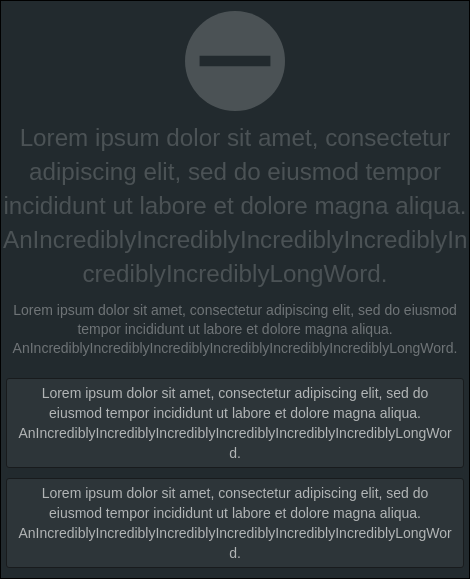 Lorem ipsum dolor sit amet, consectetur
adipiscing elit, sed do eiusmod tempor
incididunt ut labore et dolore magna aliqua.
AnIncrediblyIncrediblyIncrediblyIncrediblyIn
crediblyIncrediblyLongWord.
Lorem ipsum dolor sit amet, consectetur adipiscing elit, sed do eiusmod
tempor incididunt ut labore et dolore magna aliqua.
AnIncrediblyIncrediblyIncrediblyIncrediblyIncrediblyIncrediblyLongWord.
Lorem ipsum dolor sit amet, consectetur adipiscing elit, sed do
eiusmod tempor incididunt ut labore et dolore magna aliqua.
AnIncrediblyIncrediblyIncrediblyIncrediblyIncrediblyIncrediblyLongWor
d.
Lorem ipsum dolor sit amet, consectetur adipiscing elit, sed do
eiusmod tempor incididunt ut labore et dolore magna aliqua.
AnIncrediblyIncrediblyIncrediblyIncrediblyIncrediblyIncrediblyLongWor
d.